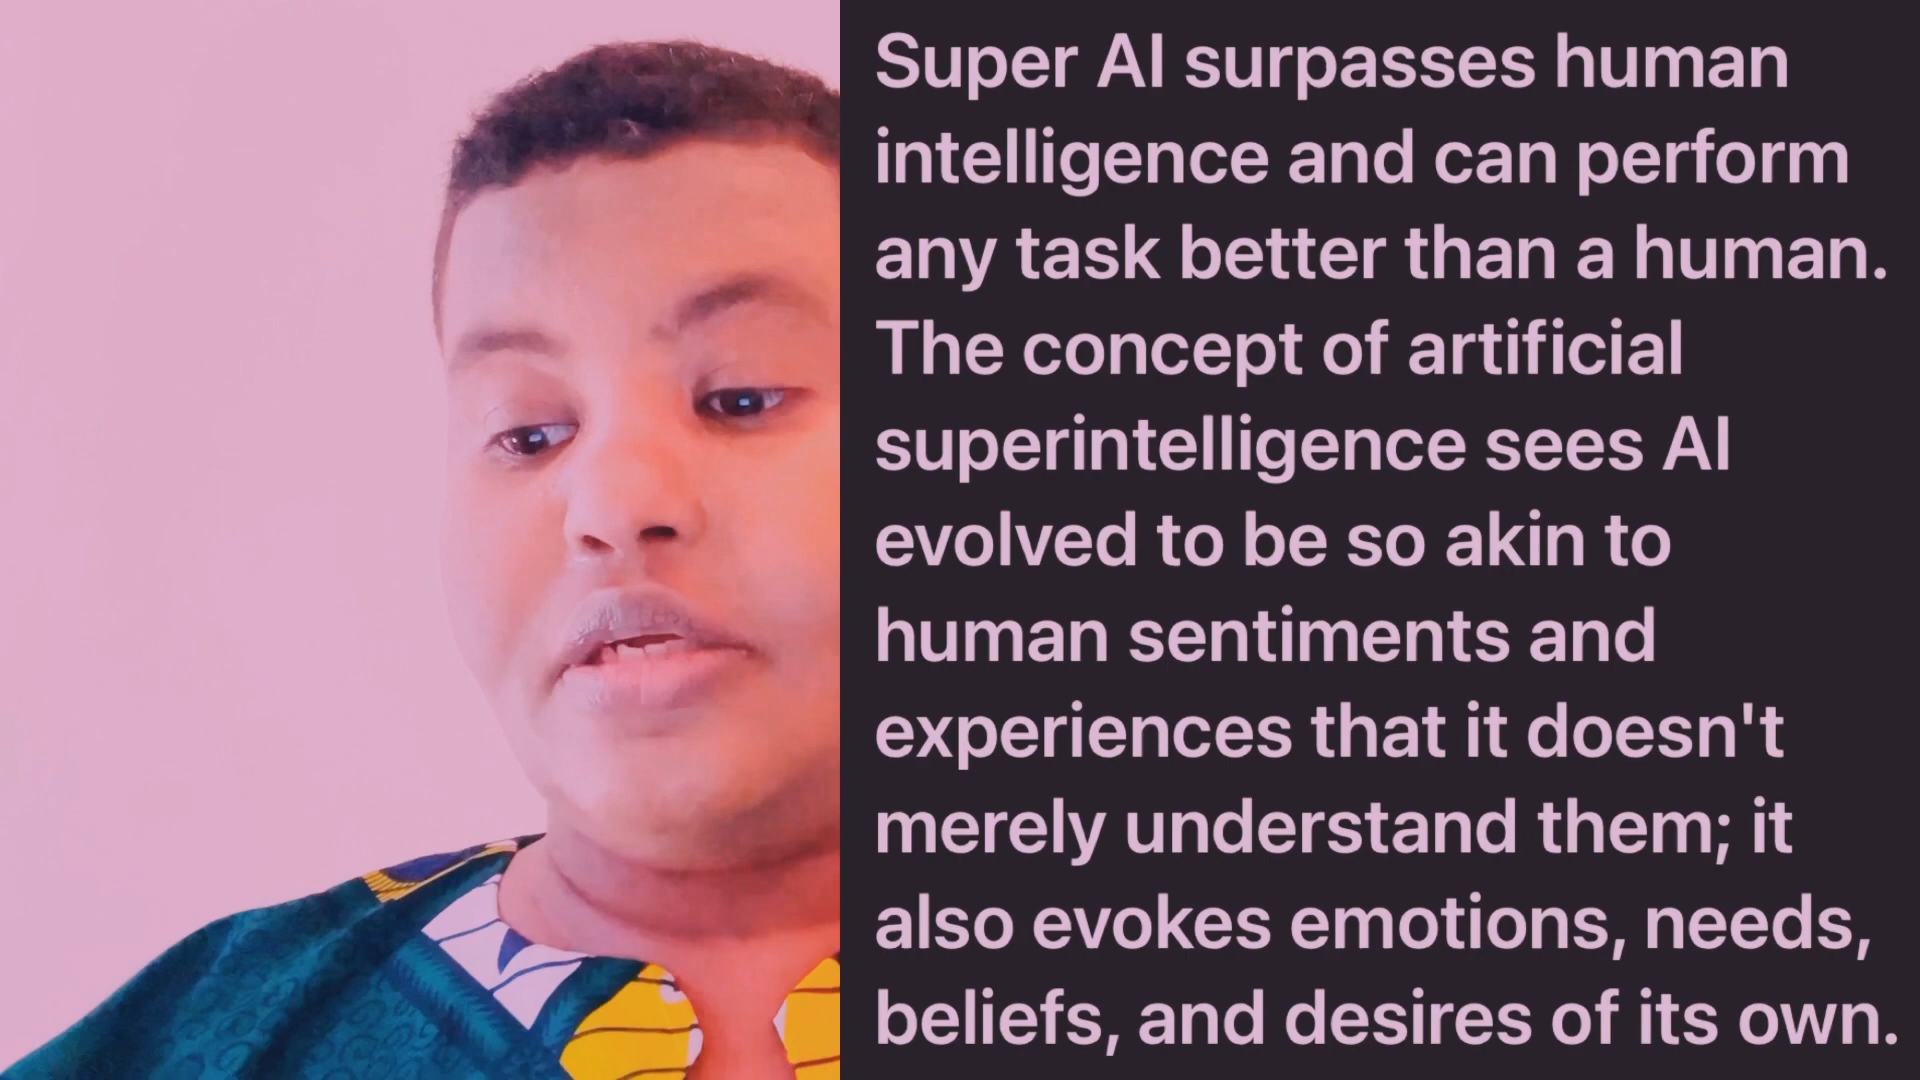 Super AI surpasses human
intelligence and can perform
any task better than a human.
The concept of artificial
superintelligence sees AI
evolved to be so akin to
human sentiments and
experiences that it doesn't
merely understand them; it
also evokes emotions, needs,
beliefs, and desires of its own.